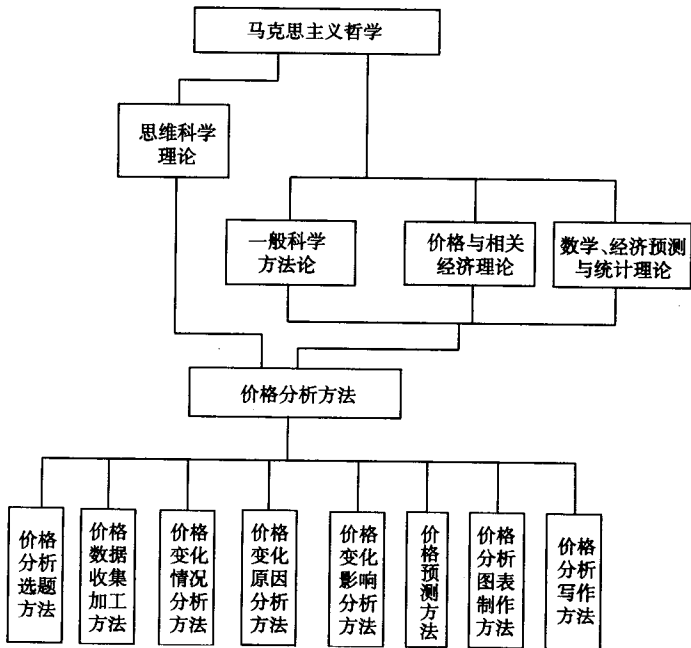 马克思主义哲学
思维科学
理论
一般科学
方法论
价格与相关
经济理论
数学、经济预测
与统计理论
价格分析方法
价格
分析
选题
方法
价格
数据
收集
加工
方法
价格
变化
情况
分析
方法
价格
变化
原因
分析
方法
价格
变化
影响
分析
方法
价格预测方法
价格
分析
图表
制作
方法
价格
分析
写作
方法